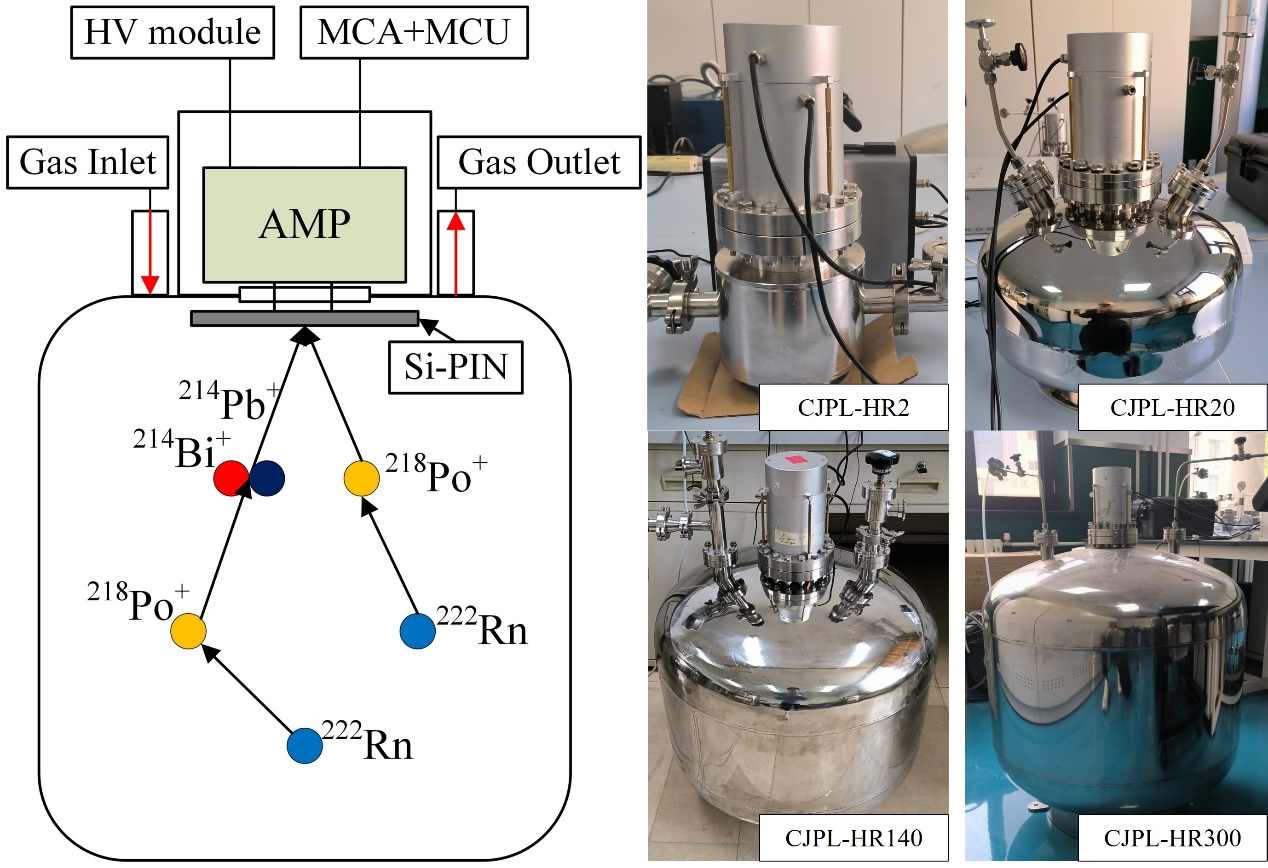 HV module
MCA+MCU
Gas Inlet
Gas Outlet
AMP
Si-PIN
²¹⁴Pb⁺
²¹⁴Bi⁺
²¹⁸Po⁺
²¹⁸Po⁺
²²²Rn
²²²Rn
CJPL-HR2
CJPL-HR20
CJPL-HR140
CJPL-HR300